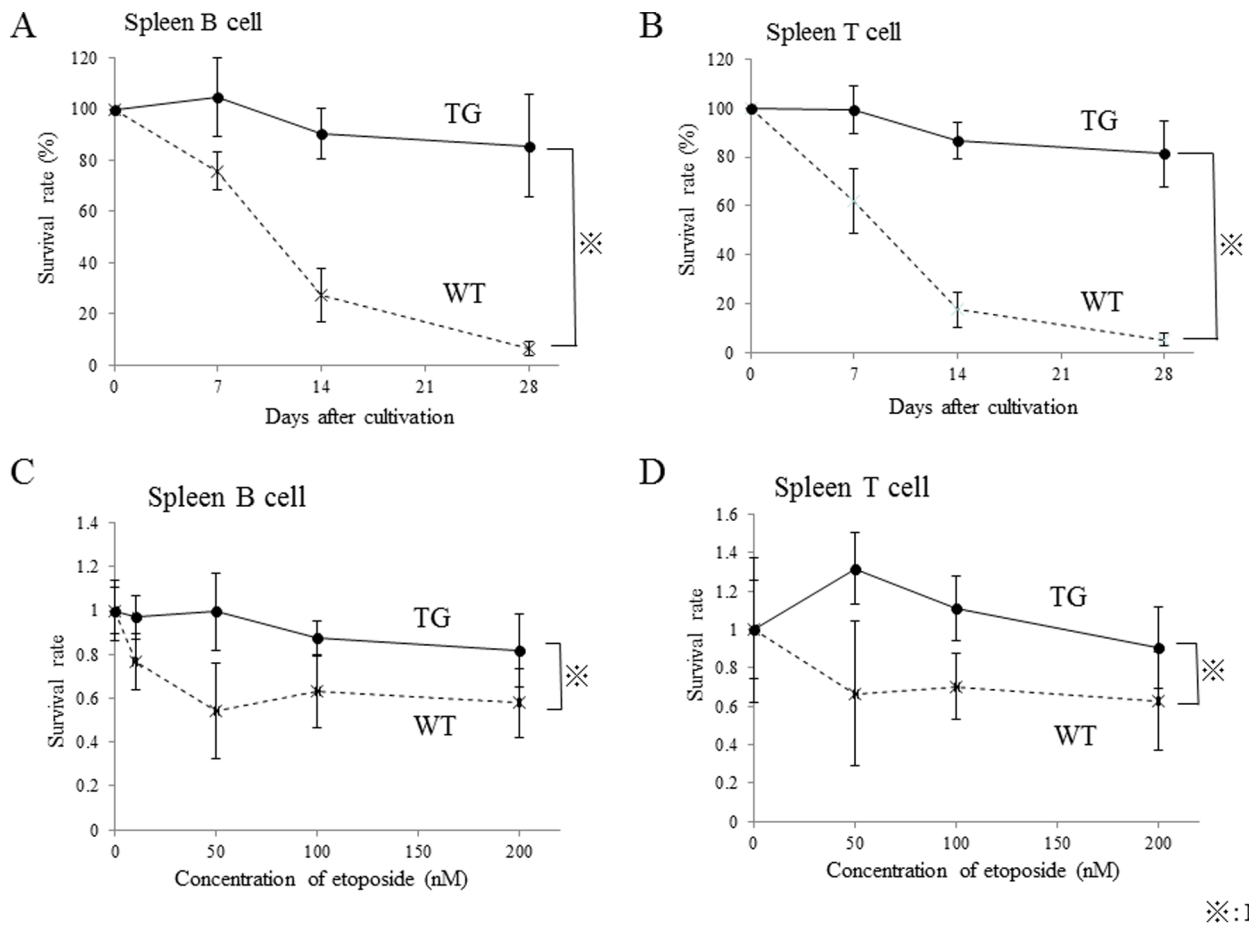 A
Spleen B cell
120
100
80
60
40
20
0
Survival rate (%)
TG
WT
※
0 7 14 21 28
Days after cultivation
B
Spleen T cell
120
100
80
60
40
20
0
Survival rate (%)
TG
WT
※
0 7 14 21 28
Days after cultivation
C
Spleen B cell
1.4
1.2
1
0.8
0.6
0.4
0.2
0
Survival rate
TG
WT
※
0 50 100 150 200
Concentration of etoposide (nM)
D
Spleen T cell
1.6
1.4
1.2
1
0.8
0.6
0.4
0.2
0
Survival rate
TG
WT
※
0 50 100 150 200
Concentration of etoposide (nM)
※: